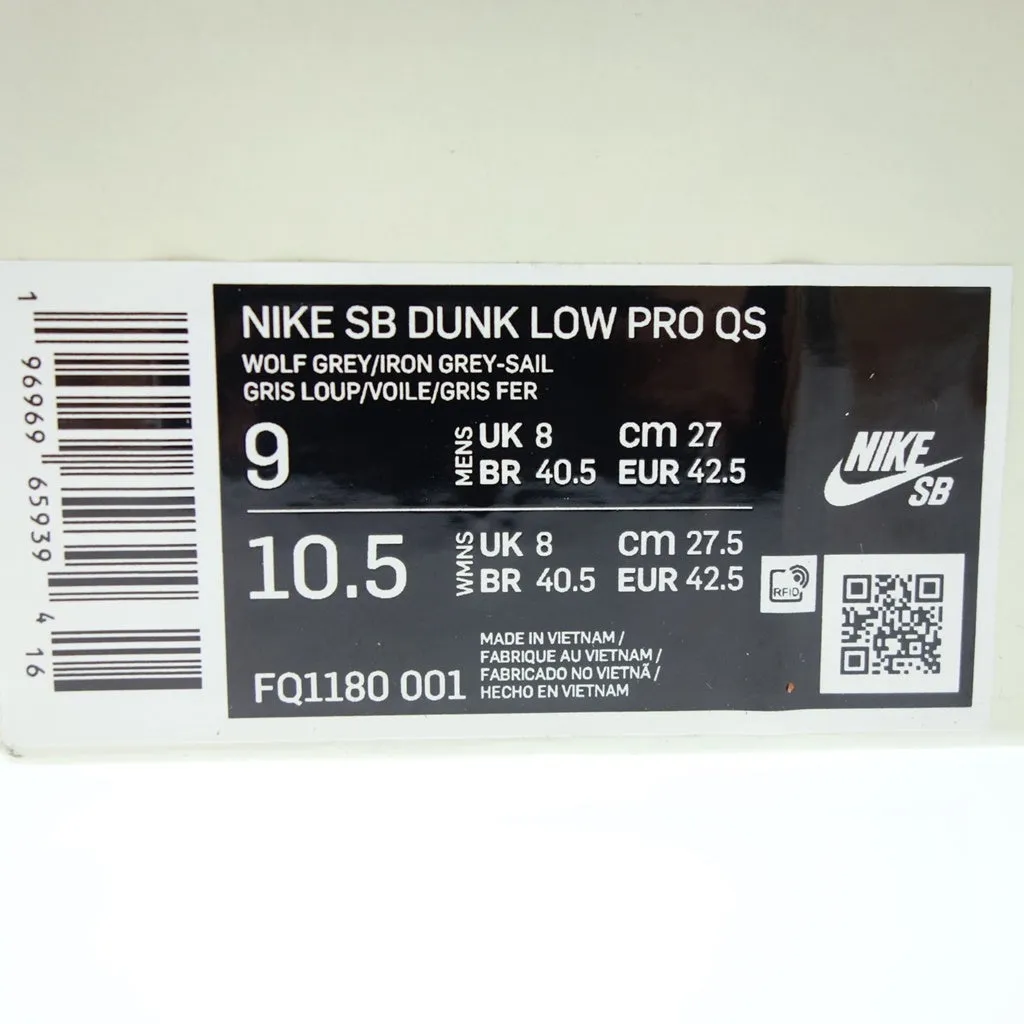 1 96969 65939 4 16
NIKE SB DUNK LOW PRO QS
WOLF GREY/IRON GREY-SAIL
GRIS LOUP/VOILE/GRIS FER
9 MENS UK 8 cm 27
BR 40.5 EUR 42.5
10.5 WMNS UK 8 cm 27.5
BR 40.5 EUR 42.5
NIKE
SB
RFID
MADE IN VIETNAM /
FABRIQUE AU VIETNAM /
FABRICADO NO VIETNÃ /
HECHO EN VIETNAM
FQ1180 001